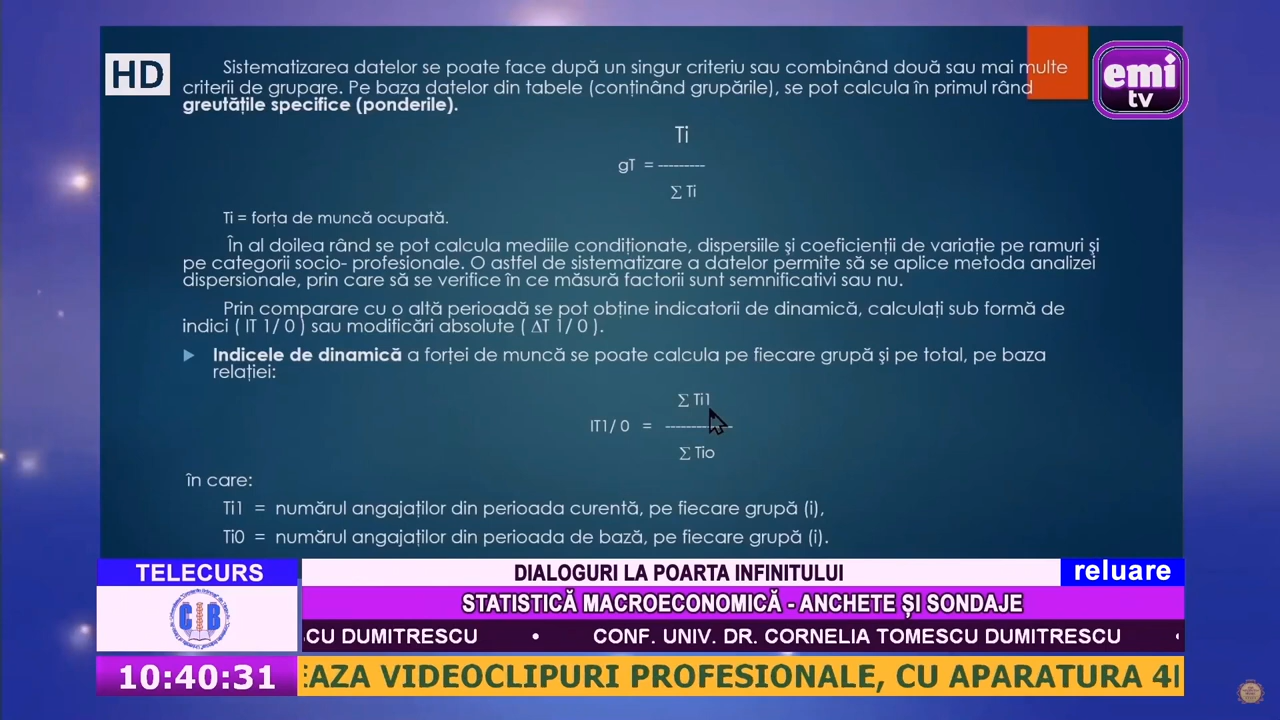 HD
emi
tv
Sistematizarea datelor se poate face după un singur criteriu sau combinând două sau mai multe
criterii de grupare. Pe baza datelor din tabele (conținând grupările), se pot calcula în primul rând
greutățile specifice (ponderile).
Ti
gT = ---------
∑ Ti
Ti = forța de muncă ocupată.
În al doilea rând se pot calcula mediile condiționate, dispersiile şi coeficienții de variație pe ramuri şi
pe categorii socio- profesionale. O astfel de sistematizare a datelor permite să se aplice metoda analizei
dispersionale, prin care să se verifice în ce măsură factorii sunt semnificativi sau nu.
Prin comparare cu o altă perioadă se pot obține indicatorii de dinamică, calculați sub formă de
indici ( IT 1/ 0 ) sau modificări absolute ( ∆T 1/ 0 ).
Indicele de dinamică a forței de muncă se poate calcula pe fiecare grupă şi pe total, pe baza
relației:
∑ Ti1
IT1/ 0 = -------------
∑ Tio
în care:
Ti1 = numărul angajaților din perioada curentă, pe fiecare grupă (i),
Ti0 = numărul angajaților din perioada de bază, pe fiecare grupă (i).
TELECURS
DIALOGURI LA POARTA INFINITULUI
reluare
STATISTICĂ MACROECONOMICĂ - ANCHETE ȘI SONDAJE
CIB
SCU DUMITRESCU • CONF. UNIV. DR. CORNELIA TOMESCU DUMITRESCU •
10:40:31
EAZA VIDEOCLIPURI PROFESIONALE, CU APARATURA 4